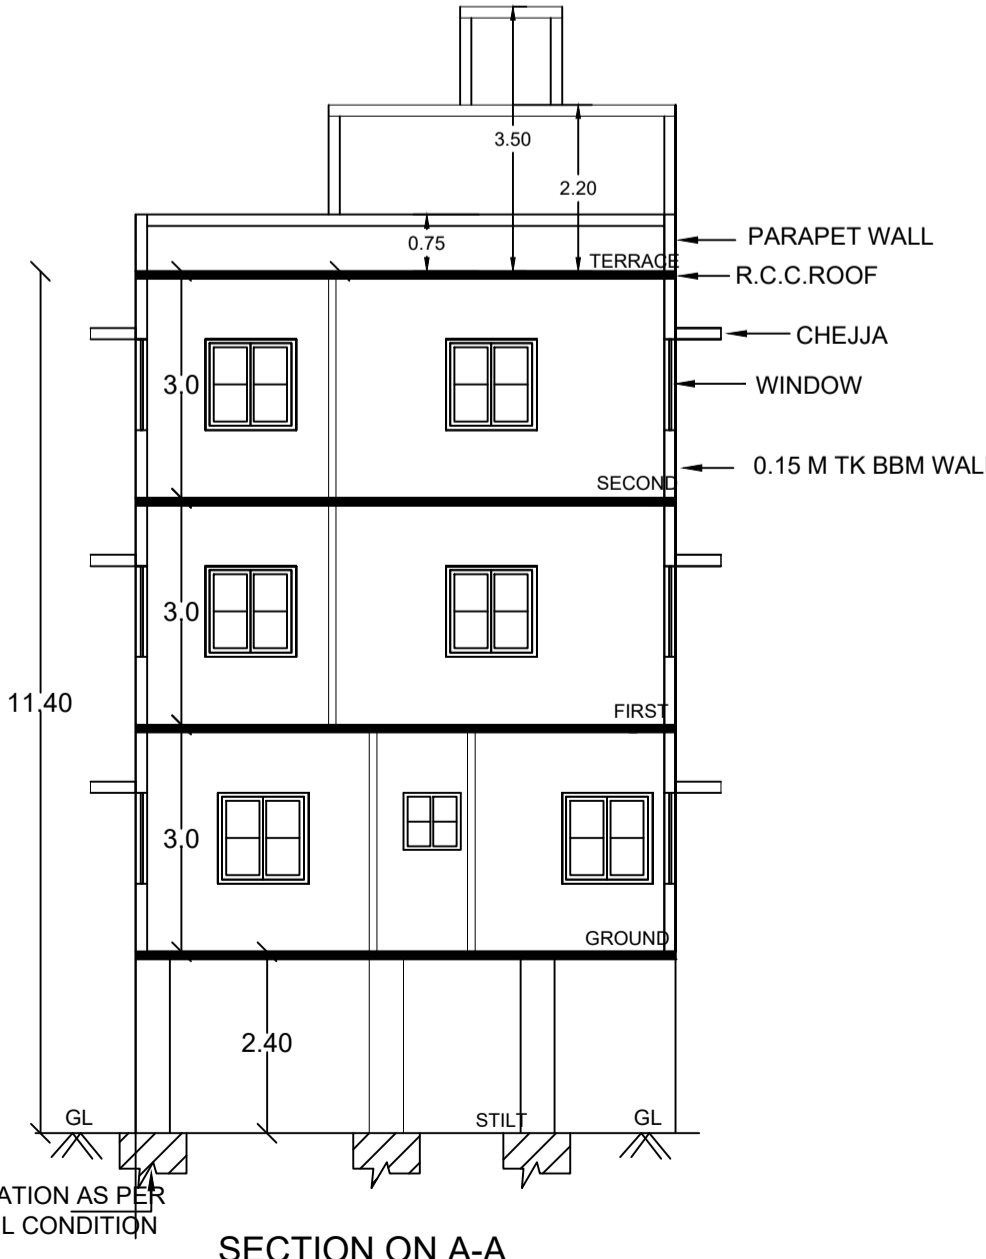 3.50
2.20
0.75
PARAPET WALL
TERRACE
R.C.C.ROOF
CHEJJA
3.0
WINDOW
0.15 M TK BBM WAL
SECOND
3.0
11.40
FIRST
3.0
GROUND
2.40
GL
STILT
GL
ATION AS PER
L CONDITION
SECTION ON A-A